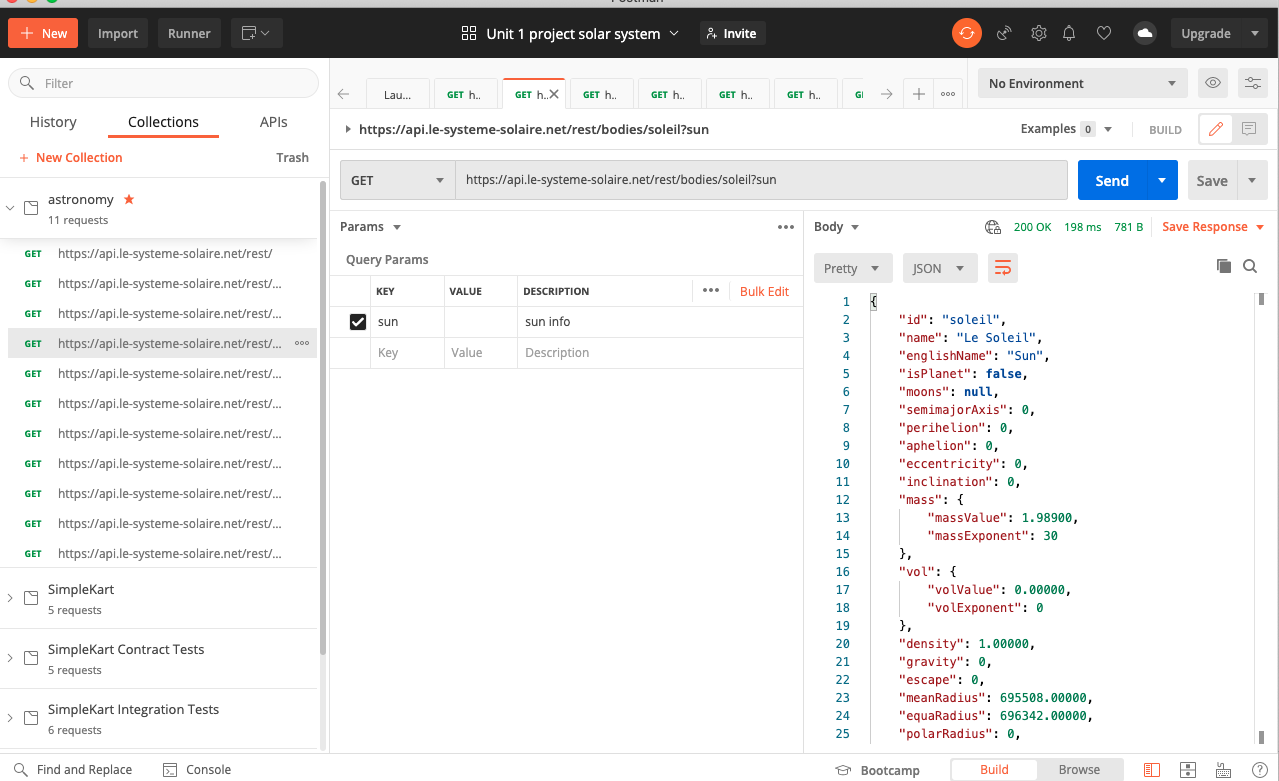 Postman
New Import Runner Unit 1 project solar system Invite Upgrade
Filter
History Collections APIs
New Collection Trash
astronomy
11 requests
GET https://api.le-systeme-solaire.net/rest/
GET https://api.le-systeme-solaire.net/rest/...
GET https://api.le-systeme-solaire.net/rest/...
GET https://api.le-systeme-solaire.net/rest/...
GET https://api.le-systeme-solaire.net/rest/...
GET https://api.le-systeme-solaire.net/rest/...
GET https://api.le-systeme-solaire.net/rest/...
GET https://api.le-systeme-solaire.net/rest/...
GET https://api.le-systeme-solaire.net/rest/...
GET https://api.le-systeme-solaire.net/rest/...
GET https://api.le-systeme-solaire.net/rest/...
SimpleKart
5 requests
SimpleKart Contract Tests
5 requests
SimpleKart Integration Tests
6 requests
Lau... GET h.. GET h.. GET h.. GET h.. GET h.. GET h..
No Environment
https://api.le-systeme-solaire.net/rest/bodies/soleil?sun
Examples 0 BUILD
GET https://api.le-systeme-solaire.net/rest/bodies/soleil?sun Send Save
Params
Query Params
KEY VALUE DESCRIPTION Bulk Edit
sun sun info
Key Value Description
Body 200 OK 198 ms 781 B Save Response
Pretty JSON
1 {
2 "id": "soleil",
3 "name": "Le Soleil",
4 "englishName": "Sun",
5 "isPlanet": false,
6 "moons": null,
7 "semimajorAxis": 0,
8 "perihelion": 0,
9 "aphelion": 0,
10 "eccentricity": 0,
11 "inclination": 0,
12 "mass": {
13 "massValue": 1.98900,
14 "massExponent": 30
15 },
16 "vol": {
17 "volValue": 0.00000,
18 "volExponent": 0
19 },
20 "density": 1.00000,
21 "gravity": 0,
22 "escape": 0,
23 "meanRadius": 695508.00000,
24 "equaRadius": 696342.00000,
25 "polarRadius": 0,
Find and Replace Console Bootcamp Build Browse